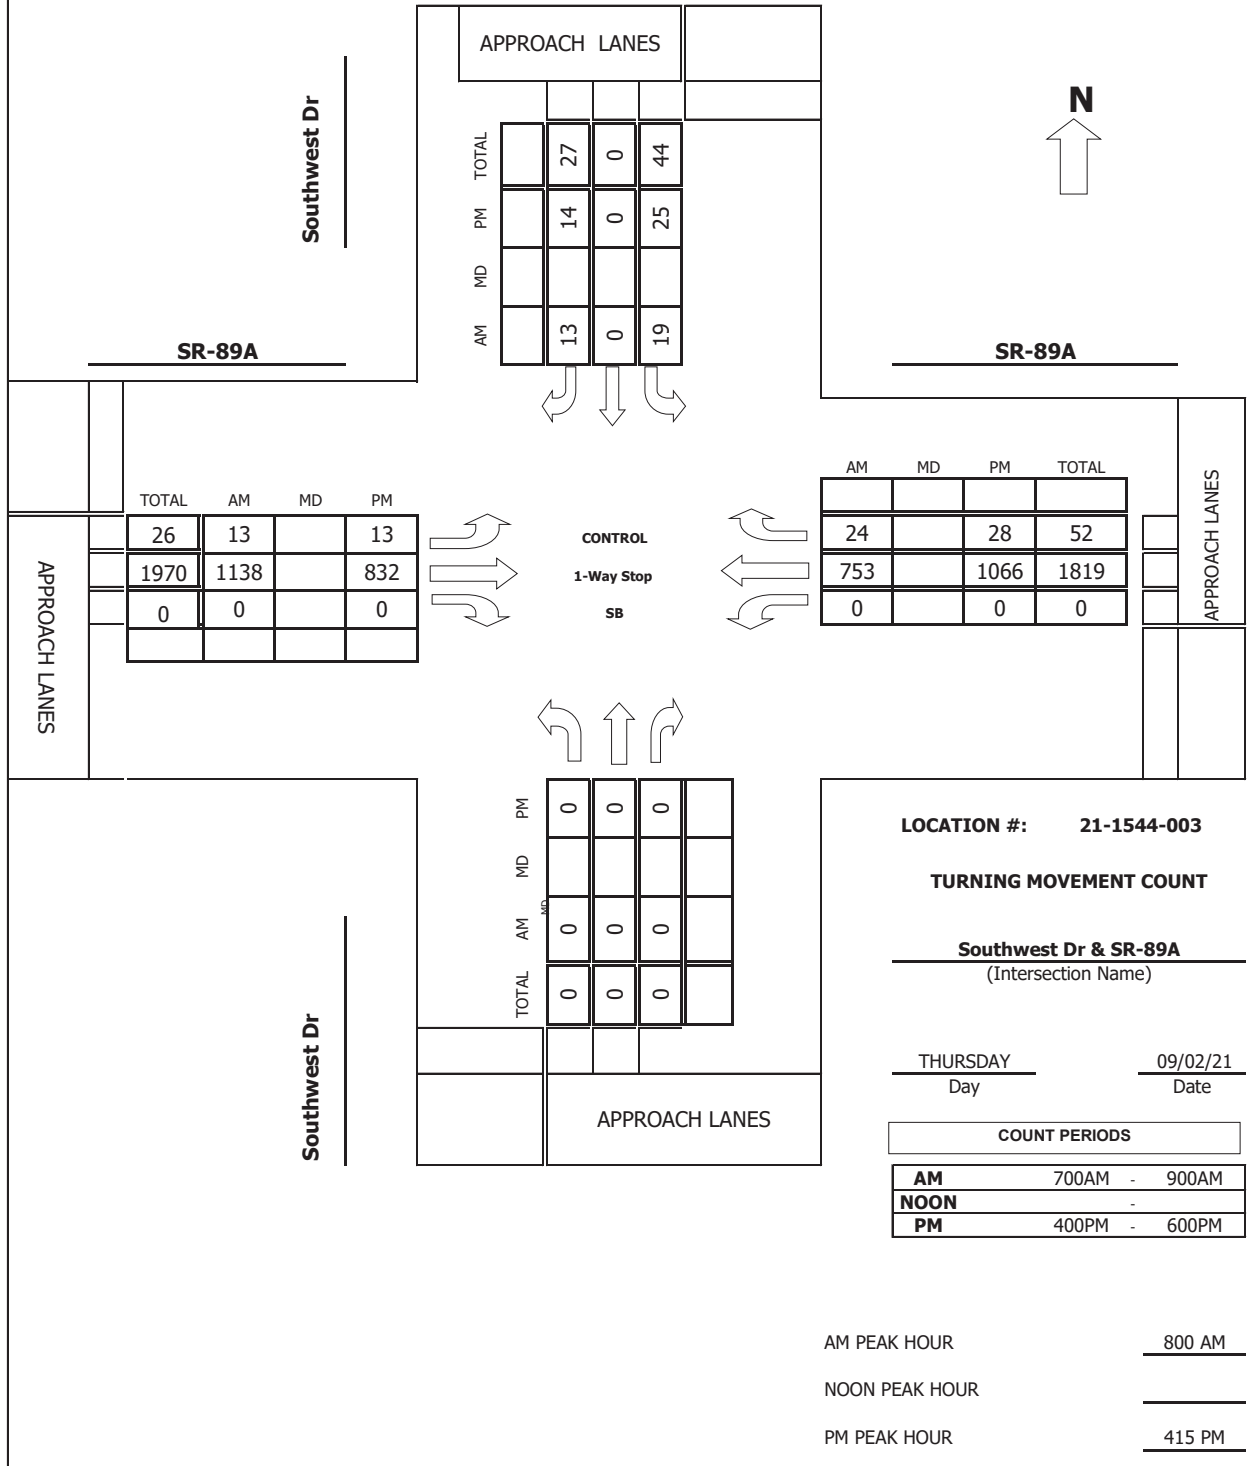 APPROACH LANES
N
Southwest Dr
TOTAL 27 0 44
PM 14 0 25
MD
AM 13 0 19
SR-89A
SR-89A
AM MD PM TOTAL
24 28 52
753 1066 1819
0 0 0
APPROACH LANES
TOTAL AM MD PM
26 13 13
1970 1138 832
0 0 0
APPROACH LANES
CONTROL
1-Way Stop
SB
PM 0 0 0
MD
MD
AM 0 0 0
TOTAL 0 0 0
Southwest Dr
APPROACH LANES
LOCATION #: 21-1544-003
TURNING MOVEMENT COUNT
Southwest Dr & SR-89A
(Intersection Name)
THURSDAY 09/02/21
Day Date
COUNT PERIODS
AM 700AM - 900AM
NOON -
PM 400PM - 600PM
AM PEAK HOUR 800 AM
NOON PEAK HOUR
PM PEAK HOUR 415 PM